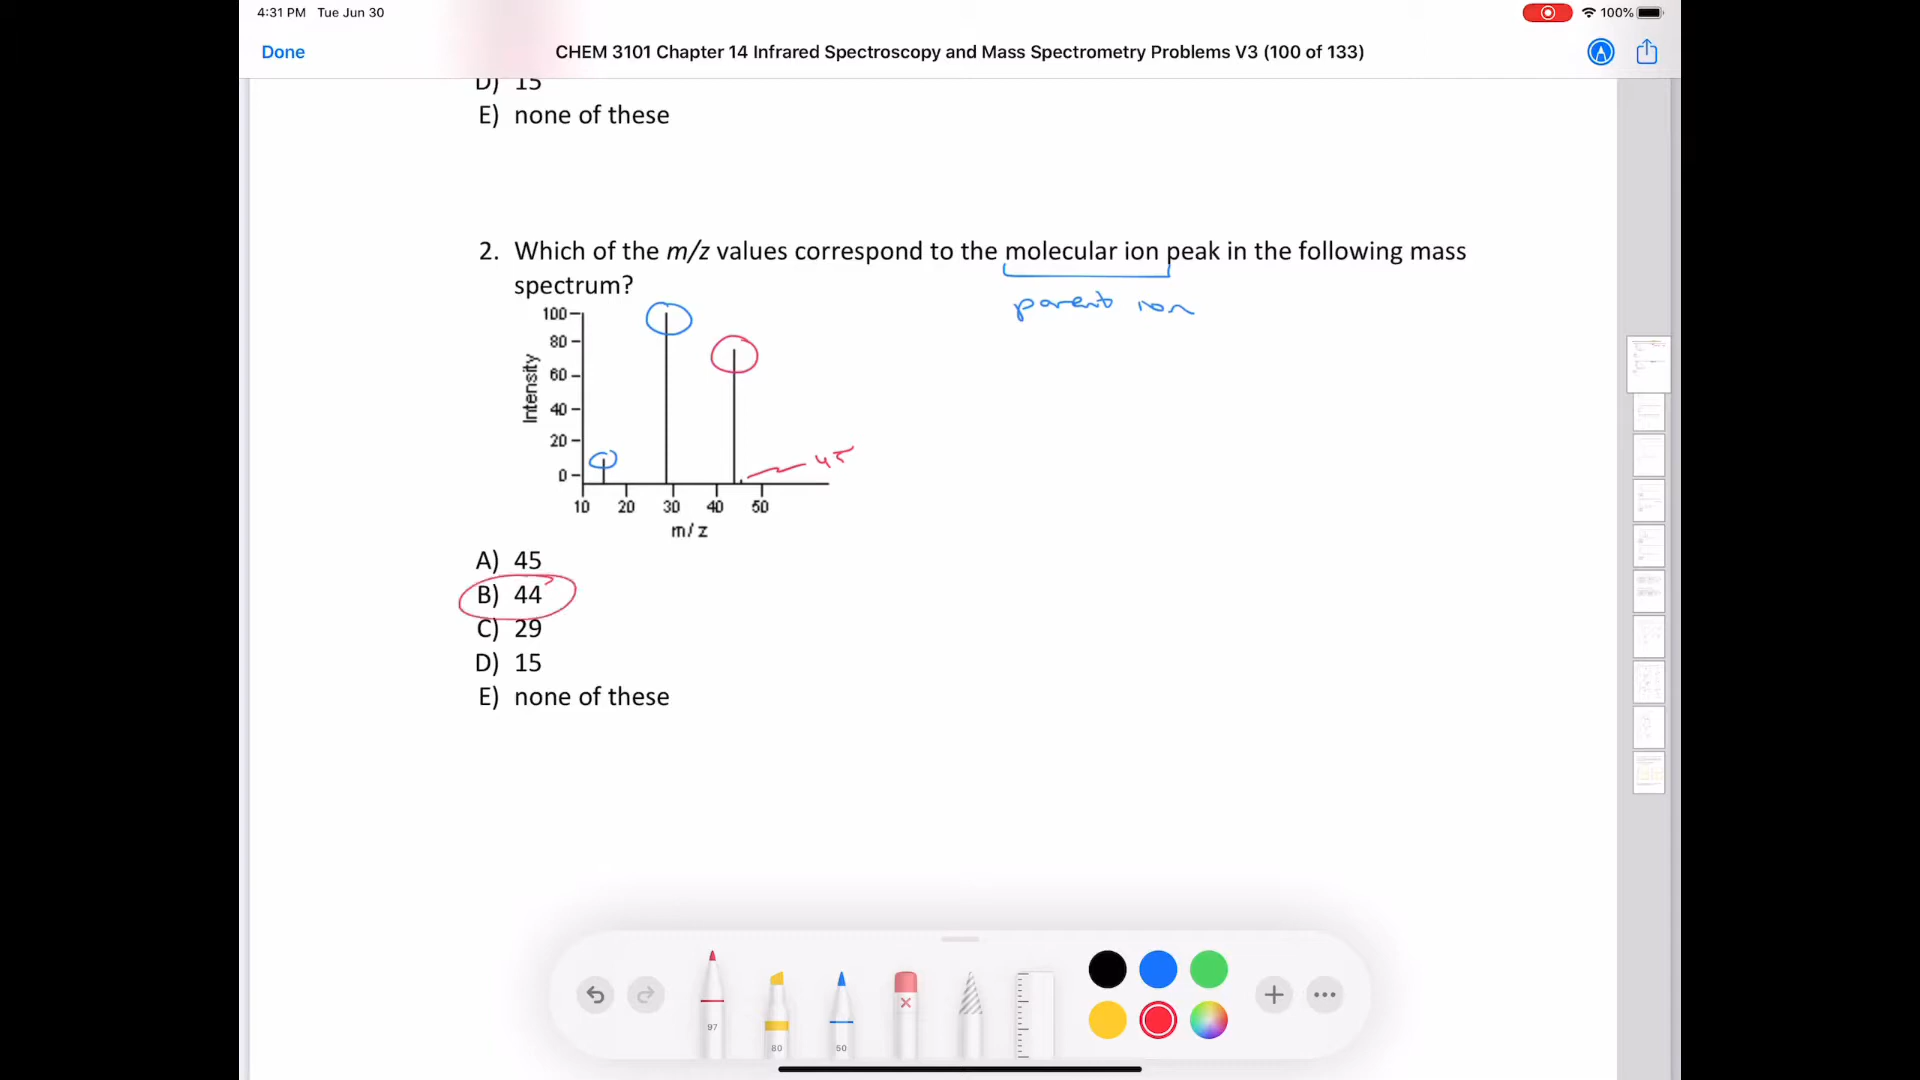 4:31 PM Tue Jun 30
100%
Done
CHEM 3101 Chapter 14 Infrared Spectroscopy and Mass Spectrometry Problems V3 (100 of 133)
D) 15
E) none of these
2. Which of the m/z values correspond to the molecular ion peak in the following mass
spectrum?
parent ion
100
80
60
40
20
0
Intensity
45
10 20 30 40 50
m/z
A) 45
B) 44
C) 29
D) 15
E) none of these
97
80
50